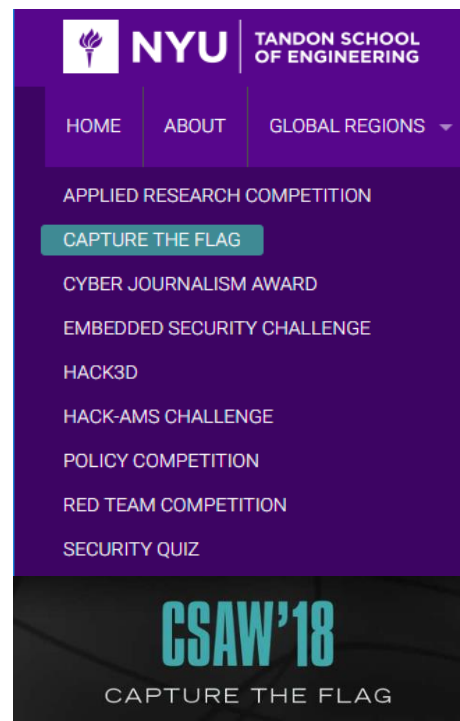 NYU
TANDON SCHOOL
OF ENGINEERING
HOME ABOUT GLOBAL REGIONS
APPLIED RESEARCH COMPETITION
CAPTURE THE FLAG
CYBER JOURNALISM AWARD
EMBEDDED SECURITY CHALLENGE
HACK3D
HACK-AMS CHALLENGE
POLICY COMPETITION
RED TEAM COMPETITION
SECURITY QUIZ
CSAW'18
CAPTURE THE FLAG